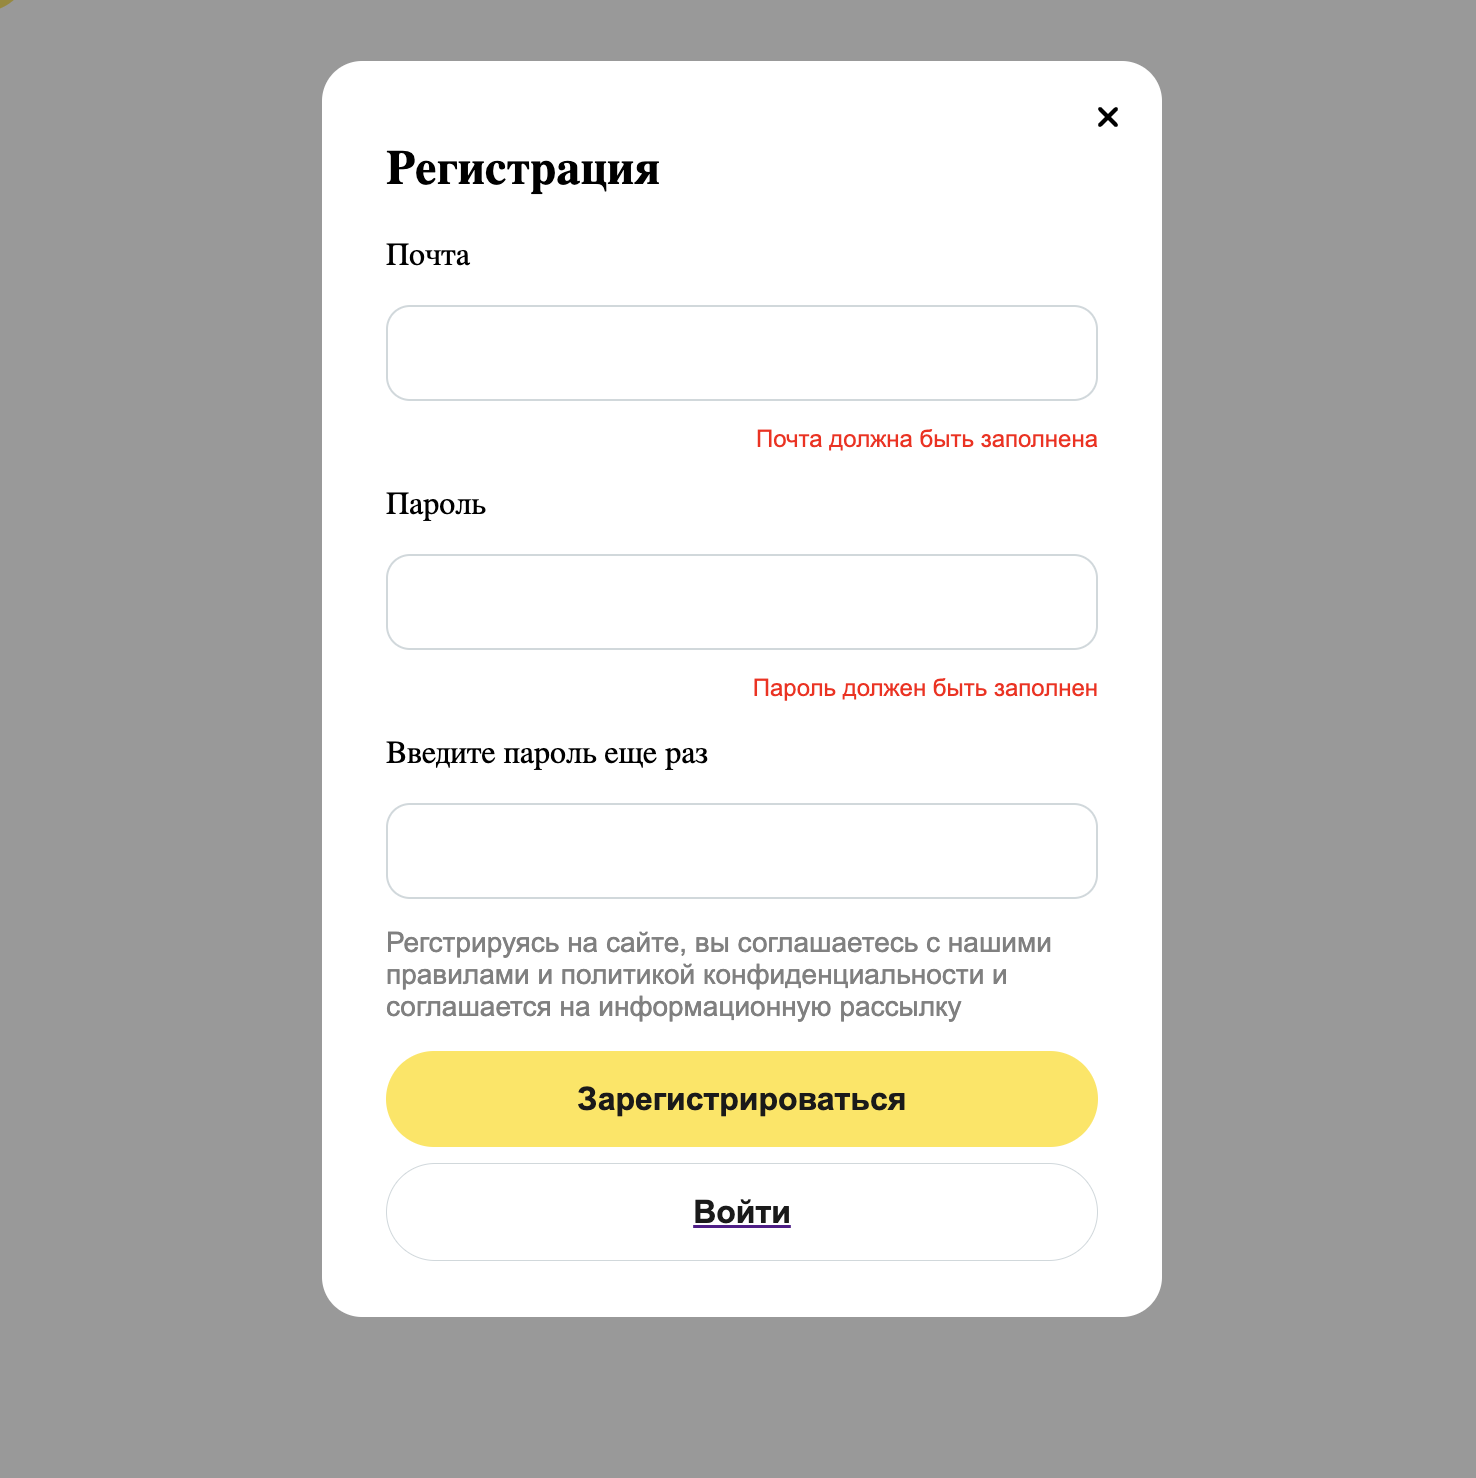 Регистрация
Почта
Почта должна быть заполнена
Пароль
Пароль должен быть заполнен
Введите пароль еще раз
Регстрируясь на сайте, вы соглашаетесь с нашими
правилами и политикой конфиденциальности и
соглашается на информационную рассылку
Зарегистрироваться
Войти